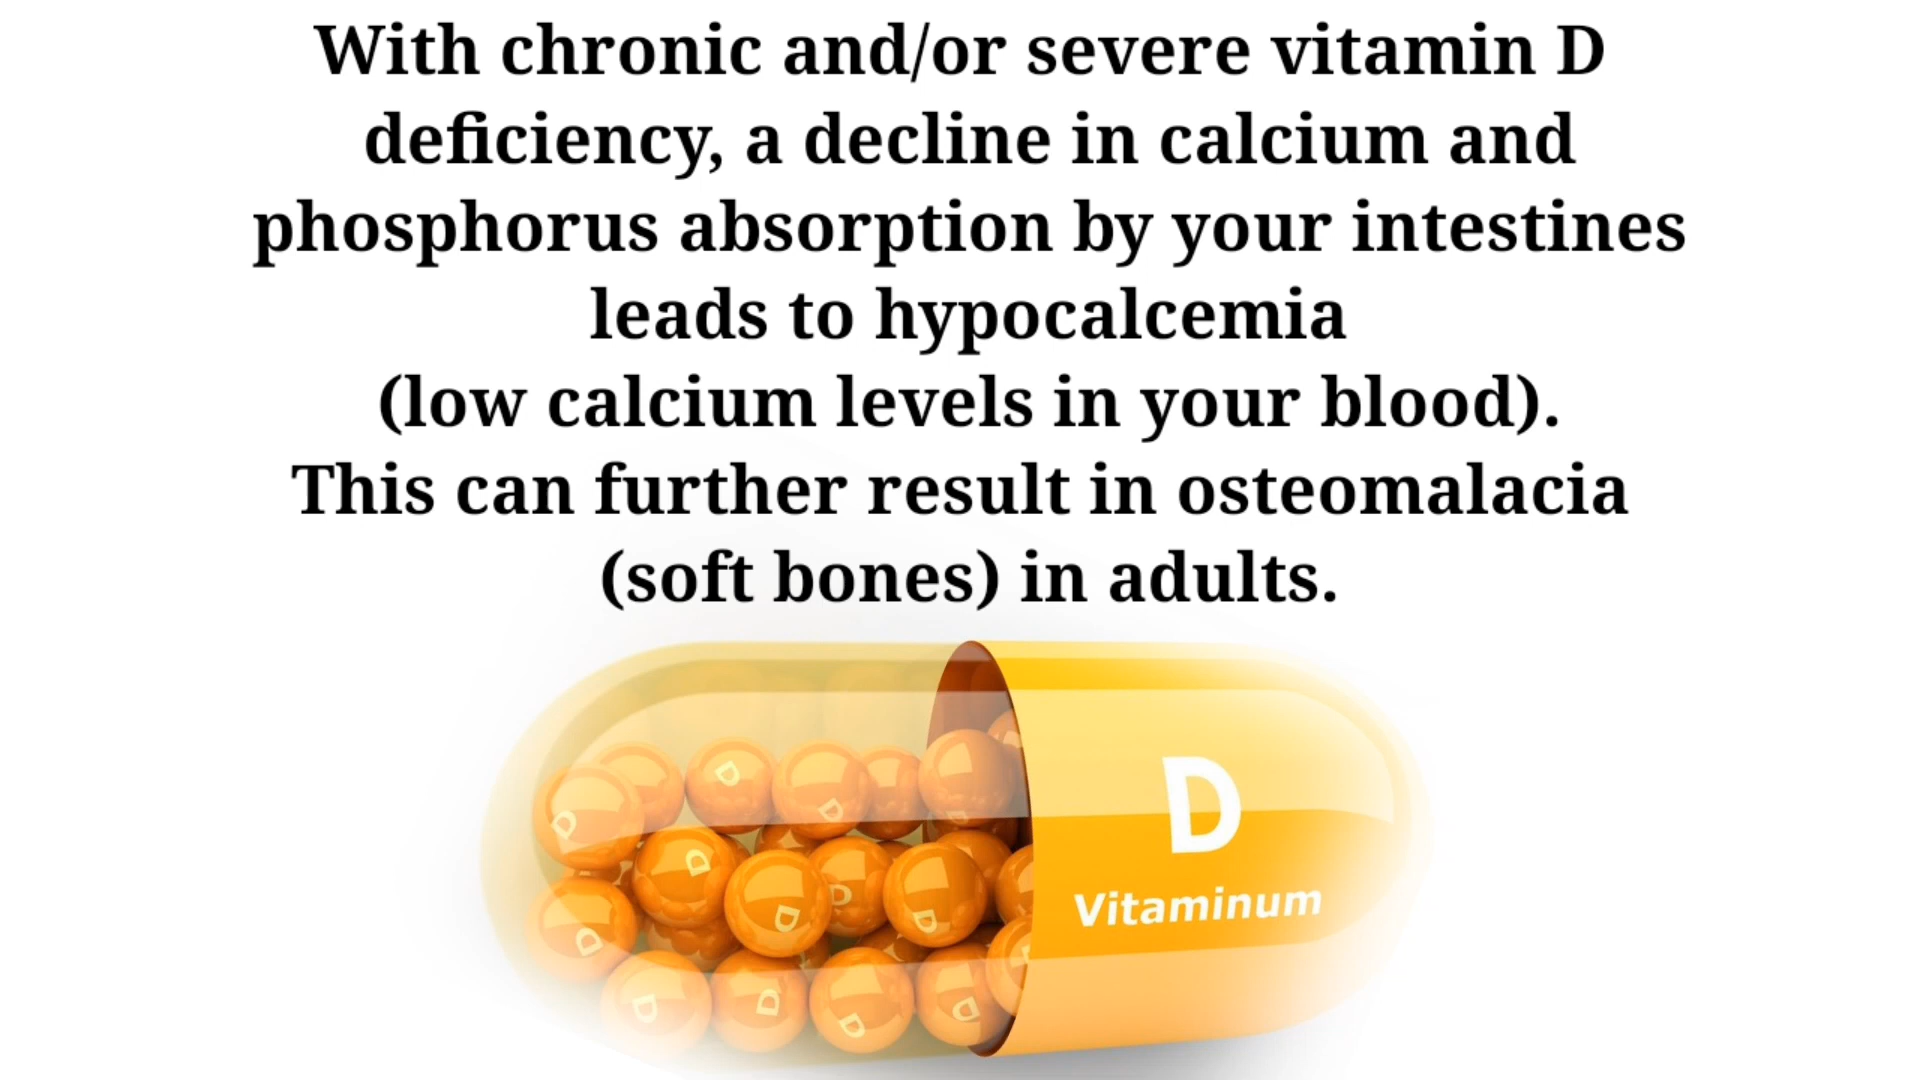 With chronic and/or severe vitamin D
deficiency, a decline in calcium and
phosphorus absorption by your intestines
leads to hypocalcemia
(low calcium levels in your blood).
This can further result in osteomalacia
(soft bones) in adults.
D
Vitaminum
D
D
D
D
D
D
D
D
D
D
D
D
D